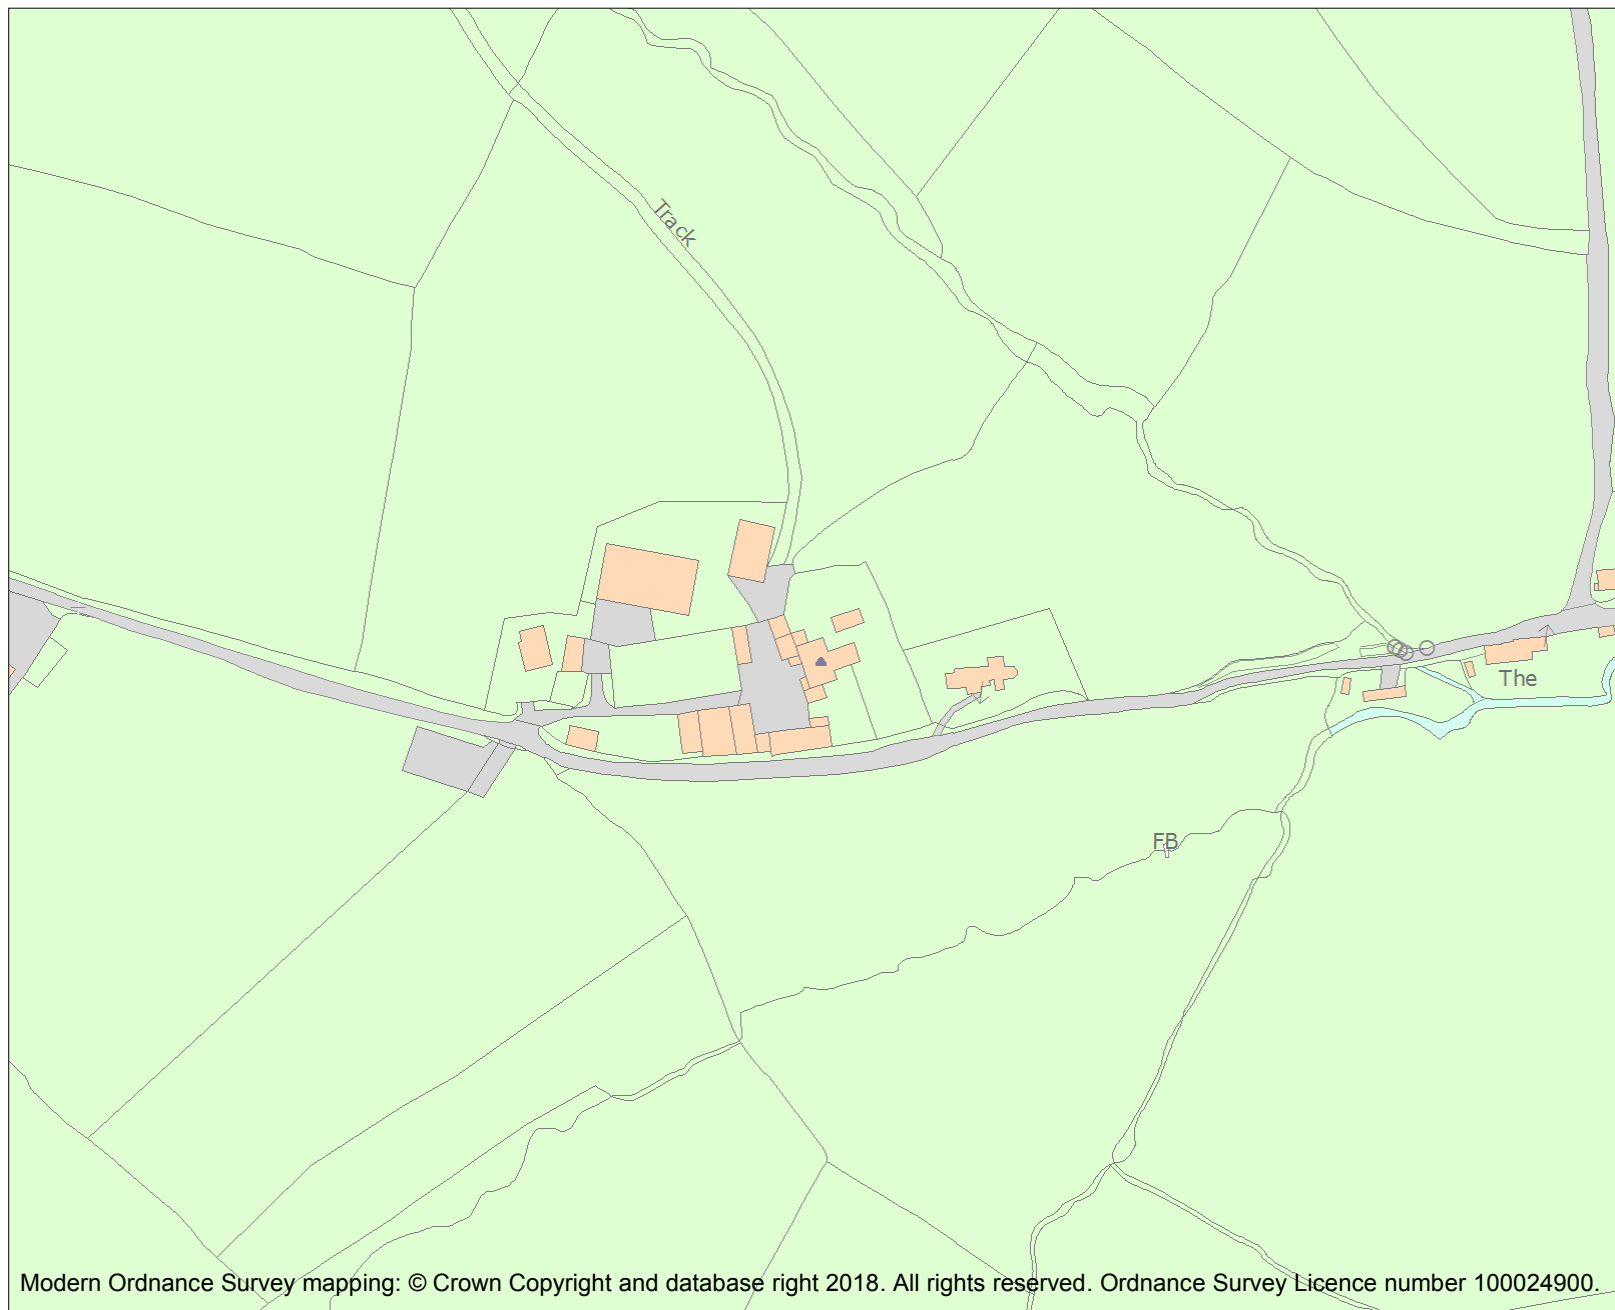 Track
The
FB
Modern Ordnance Survey mapping: © Crown Copyright and database right 2018. All rights reserved. Ordnance Survey Licence number 100024900.